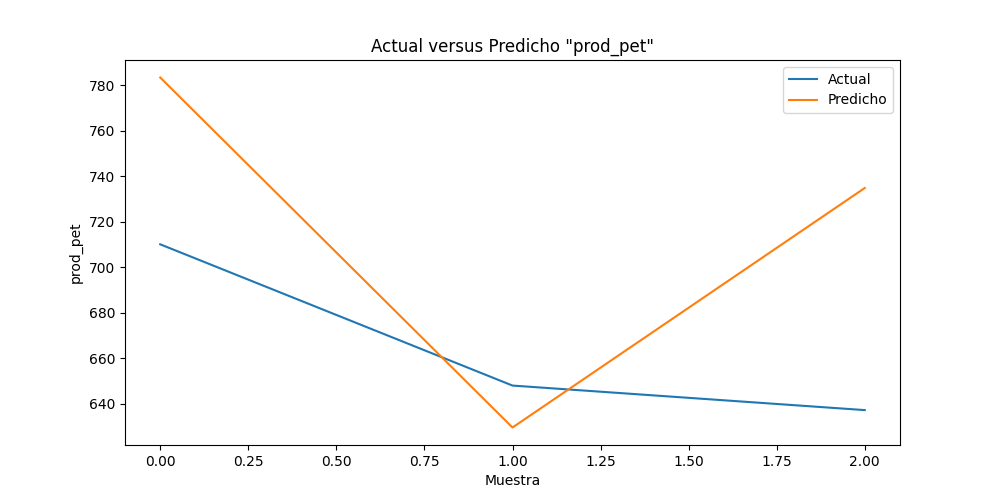 Actual versus Predicho "prod_pet"
Actual
Predicho
prod_pet
780
760
740
720
700
680
660
640
0.00 0.25 0.50 0.75 1.00 1.25 1.50 1.75 2.00
Muestra